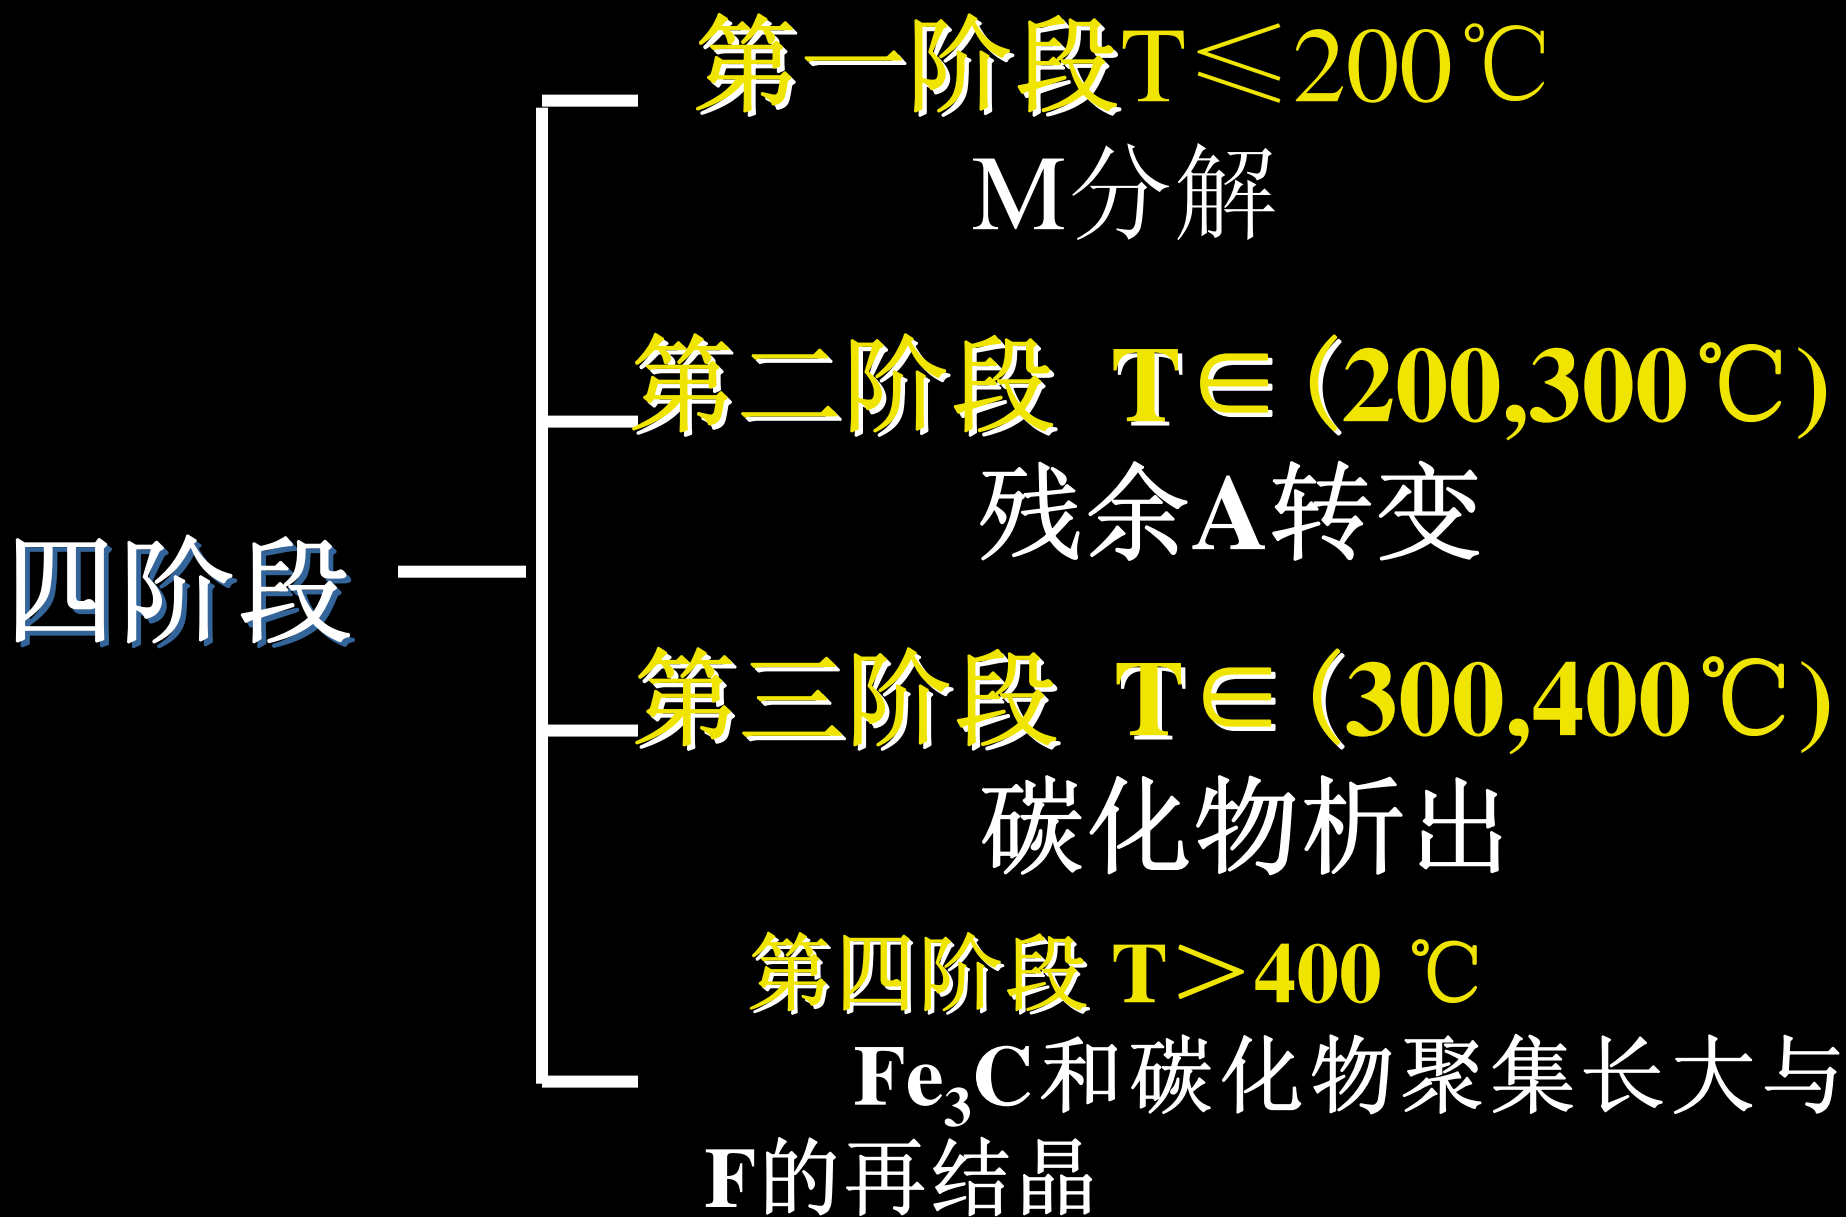 四阶段
第一阶段T≤200℃
M分解
第二阶段 T∈(200,300℃)
残余A转变
第三阶段 T∈(300,400℃)
碳化物析出
第四阶段 T＞400 ℃
Fe₃C和碳化物聚集长大与
F的再结晶